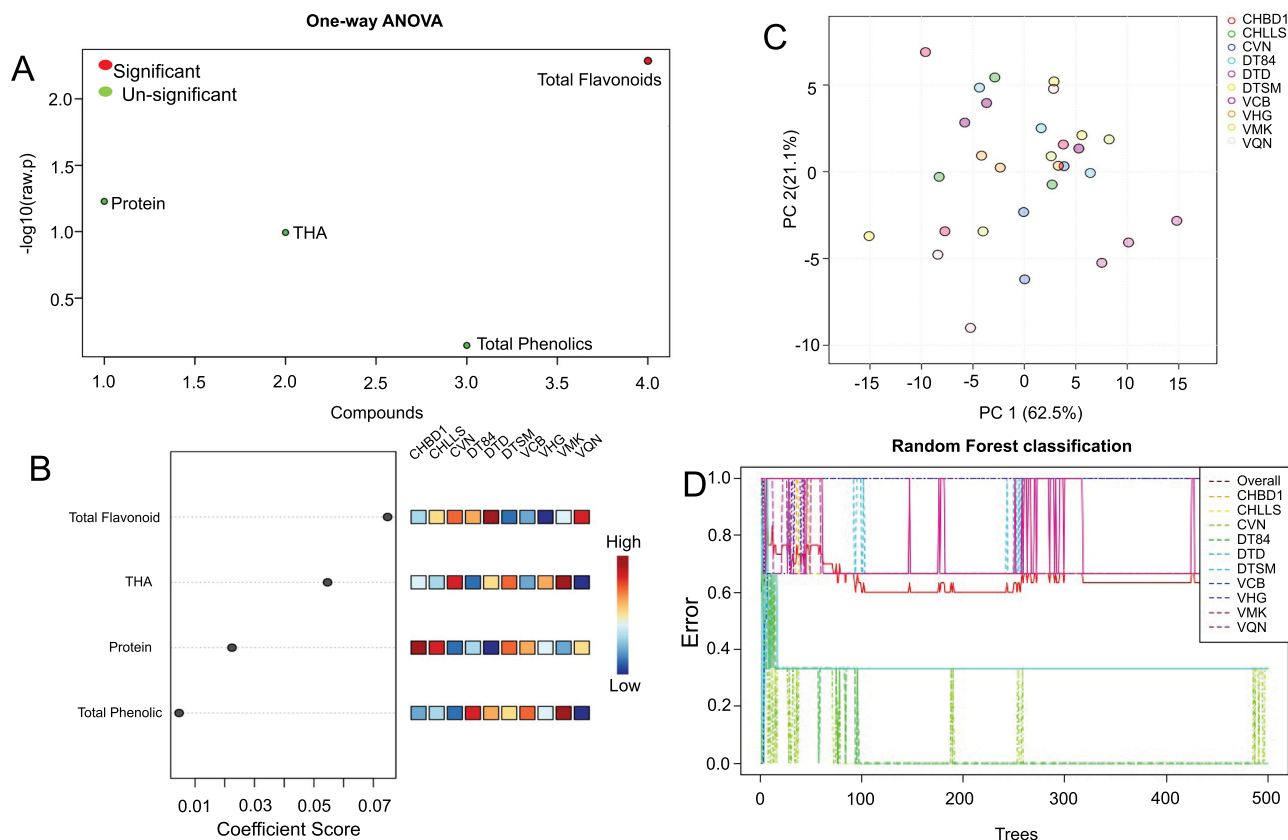 One-way ANOVA
A
Significant
Un-significant
Total Flavonoids
Protein
THA
Total Phenolics
-log10(raw.p)
2.0
1.5
1.0
0.5
1.0 1.5 2.0 2.5 3.0 3.5 4.0
Compounds
B
CHBD1 CHLLS CVN DT84 DTD DTSM VCB VHG VMK VQN
Total Flavonoid
THA
Protein
Total Phenolic
High
Low
0.01 0.03 0.05 0.07
Coefficient Score
C
PC 2(21.1%)
5
0
-5
-10
-15 -10 -5 0 5 10 15
PC 1 (62.5%)
CHBD1
CHLLS
CVN
DT84
DTD
DTSM
VCB
VHG
VMK
VQN
Random Forest classification
D
Error
1.0
0.8
0.6
0.4
0.2
0.0
0 100 200 300 400 500
Trees
Overall
CHBD1
CHLLS
CVN
DT84
DTD
DTSM
VCB
VHG
VMK
VQN